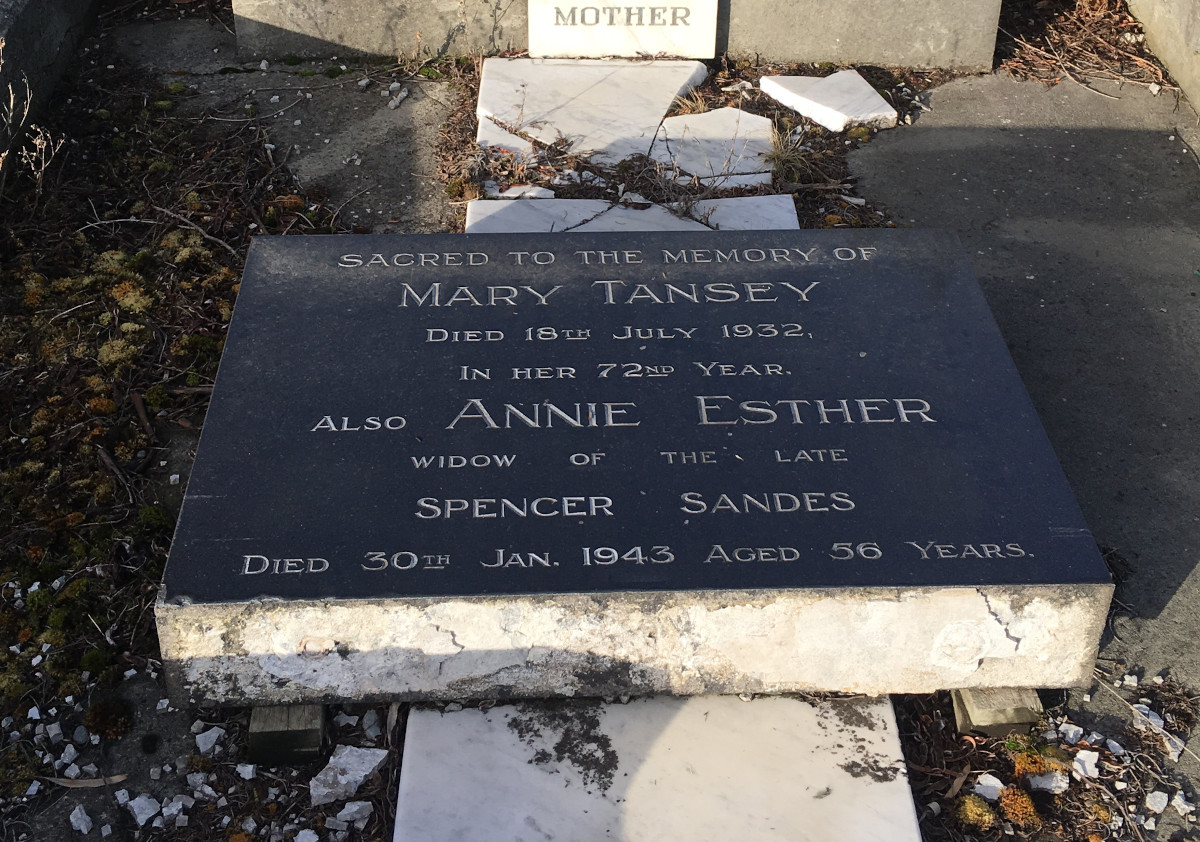 MOTHER
SACRED TO THE MEMORY OF
MARY TANSEY
DIED 18TH JULY 1932,
IN HER 72ND YEAR.
ALSO ANNIE ESTHER
WIDOW OF THE LATE
SPENCER SANDES
DIED 30TH JAN. 1943 AGED 56 YEARS.